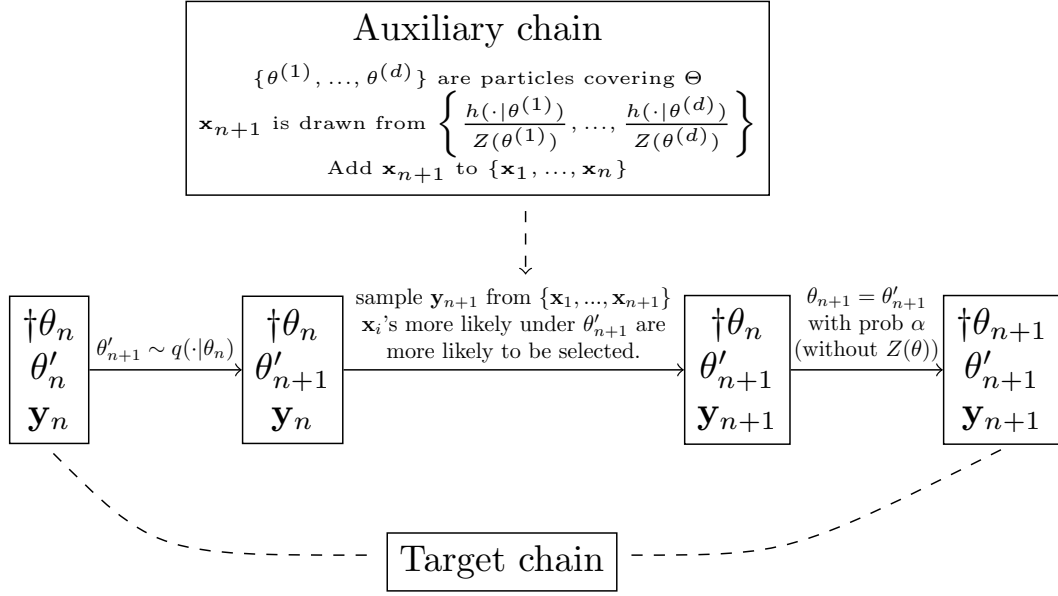 Auxiliary chain
{θ^(1), ..., θ^(d)} are particles covering Θ
x_{n+1} is drawn from { h(·|θ^(1)) / Z(θ^(1)), ..., h(·|θ^(d)) / Z(θ^(d)) }
Add x_{n+1} to {x_1, ..., x_n}
†θ_n
θ′_n
y_n
θ′_{n+1} ∼ q(·|θ_n)
†θ_n
θ′_{n+1}
y_n
sample y_{n+1} from {x_1, ..., x_{n+1}}
x_i's more likely under θ′_{n+1} are
more likely to be selected.
†θ_n
θ′_{n+1}
y_{n+1}
θ_{n+1} = θ′_{n+1}
with prob α
(without Z(θ))
†θ_{n+1}
θ′_{n+1}
y_{n+1}
Target chain